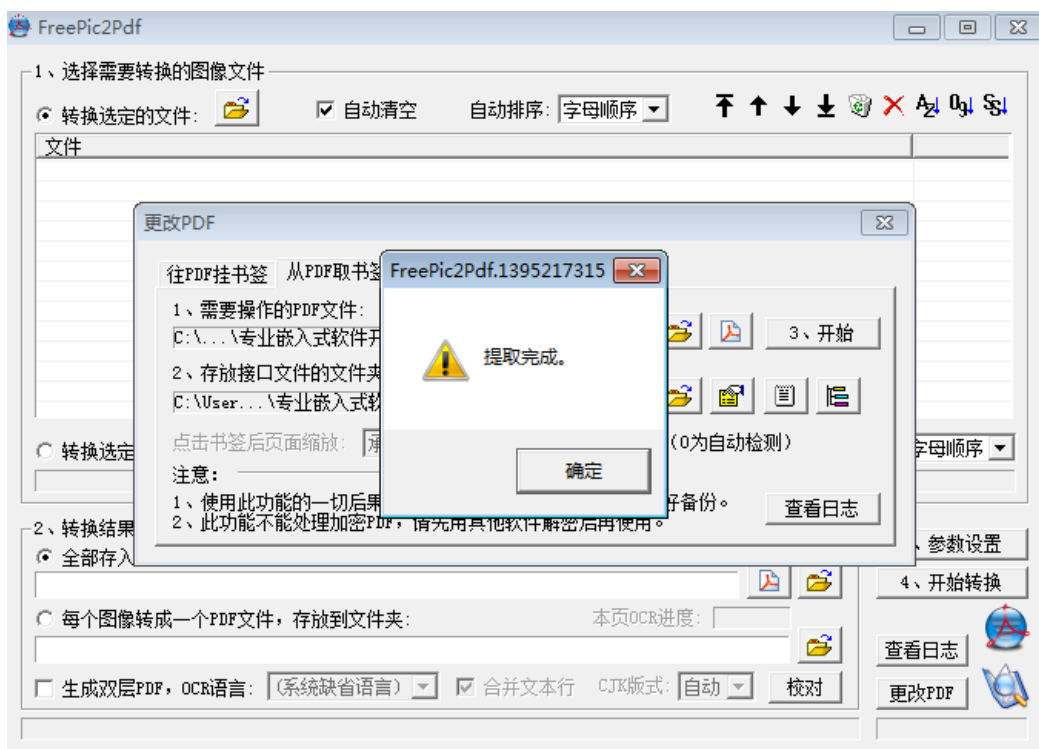 FreePic2Pdf
1、选择需要转换的图像文件
转换选定的文件: 自动清空 自动排序: 字母顺序
文件
更改PDF
往PDF挂书签 从PDF取书签
FreePic2Pdf.1395217315
1、需要操作的PDF文件:
C:\...\专业嵌入式软件开
3、开始
提取完成。
2、存放接口文件的文件夹
C:\User...\专业嵌入式软
点击书签后页面缩放: 承
(0为自动检测)
转换选定
字母顺序
确定
注意:
1、使用此功能的一切后果
好备份。
2、此功能不能处理加密PDF，请先用其他软件解密后再使用。
查看日志
2、转换结果
全部存入
、参数设置
4、开始转换
每个图像转成一个PDF文件，存放到文件夹:
本页OCR进度:
查看日志
生成双层PDF，OCR语言: (系统缺省语言) 合并文本行 CJK版式: 自动 校对
更改PDF